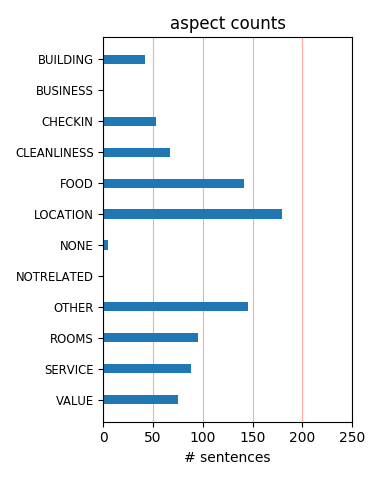 aspect counts
BUILDING
BUSINESS
CHECKIN
CLEANLINESS
FOOD
LOCATION
NONE
NOTRELATED
OTHER
ROOMS
SERVICE
VALUE
0 50 100 150 200 250
# sentences